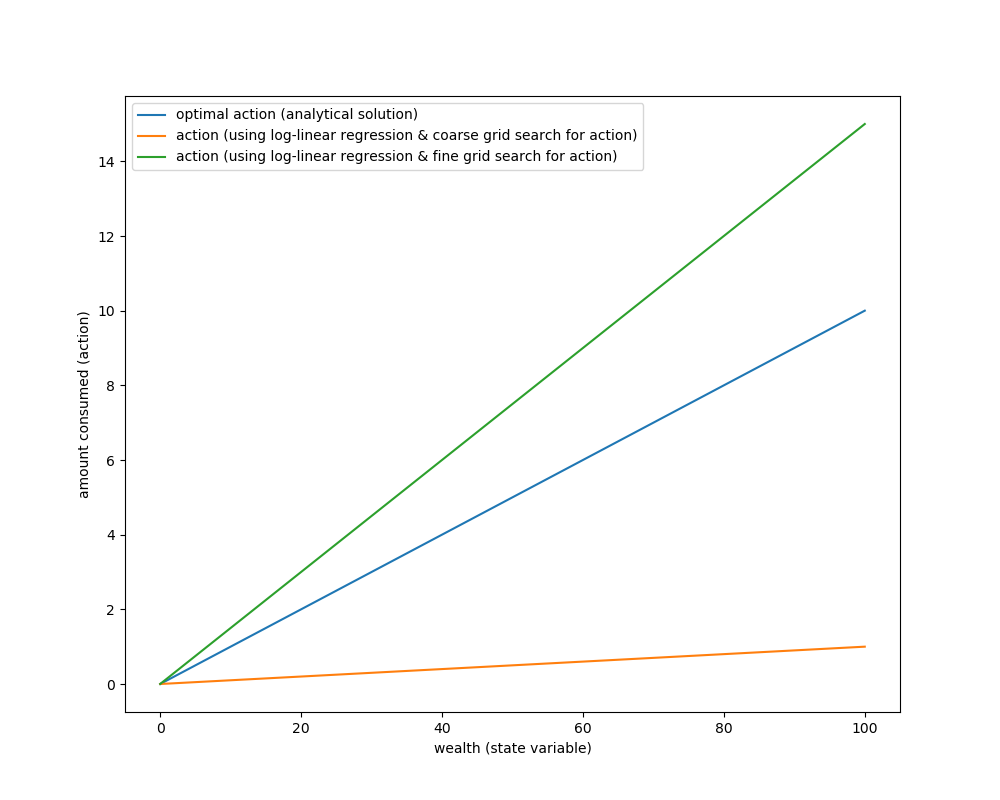 optimal action (analytical solution)
action (using log-linear regression & coarse grid search for action)
action (using log-linear regression & fine grid search for action)
14
12
10
8
6
4
2
0
amount consumed (action)
0 20 40 60 80 100
wealth (state variable)